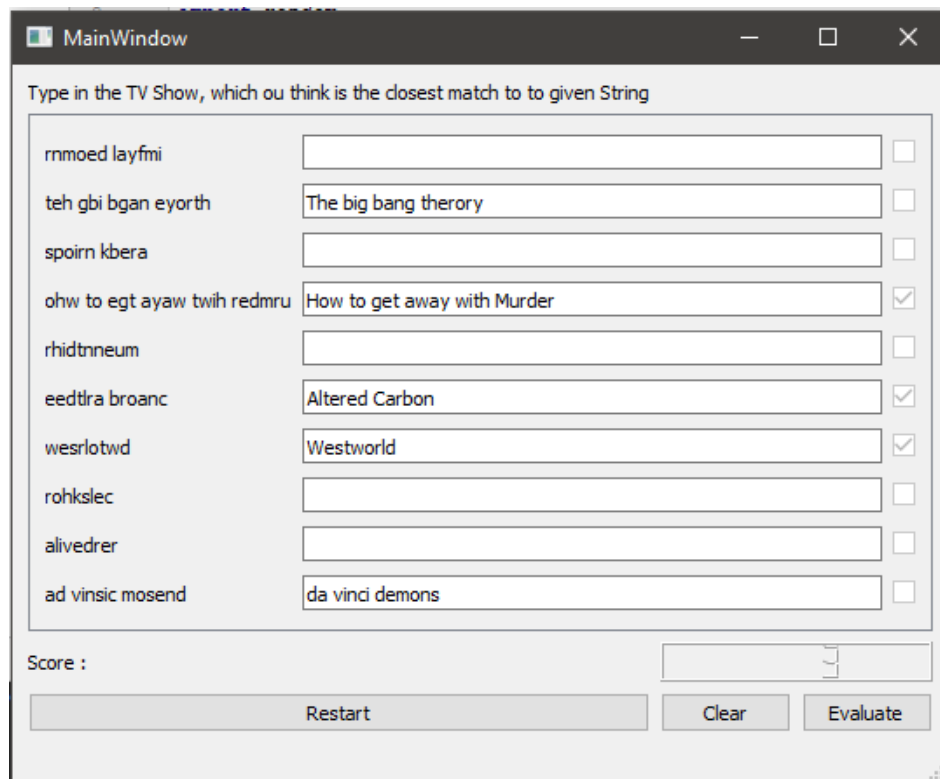 MainWindow
Type in the TV Show, which ou think is the closest match to to given String
rnmoed layfmi
teh gbi bgan eyorth The big bang therory
spoirn kbera
ohw to egt ayaw twih redmru How to get away with Murder
rhidtnneum
eedtlra broanc Altered Carbon
wesrlotwd Westworld
rohkslec
alivedrer
ad vinsic mosend da vinci demons
Score :
Restart Clear Evaluate